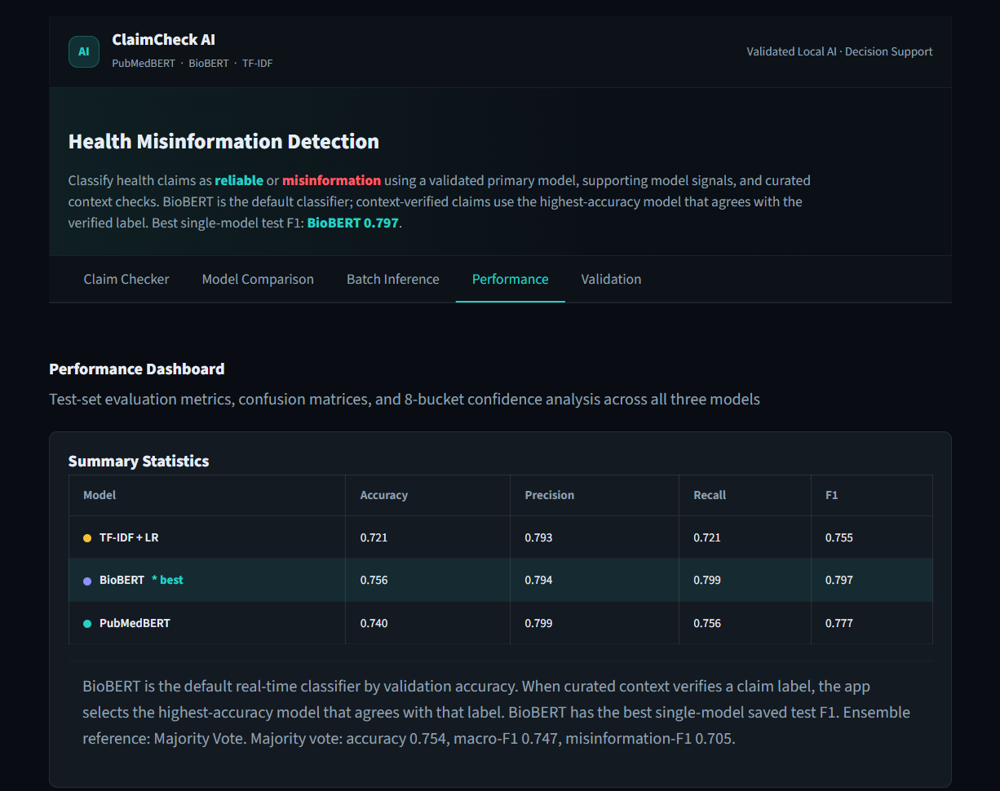 AI
ClaimCheck AI
PubMedBERT · BioBERT · TF-IDF
Validated Local AI · Decision Support
Health Misinformation Detection
Classify health claims as reliable or misinformation using a validated primary model, supporting model signals, and curated
context checks. BioBERT is the default classifier; context-verified claims use the highest-accuracy model that agrees with the
verified label. Best single-model test F1: BioBERT 0.797.
Claim Checker Model Comparison Batch Inference Performance Validation
Performance Dashboard
Test-set evaluation metrics, confusion matrices, and 8-bucket confidence analysis across all three models
Summary Statistics
Model Accuracy Precision Recall F1
TF-IDF + LR 0.721 0.793 0.721 0.755
BioBERT * best 0.756 0.794 0.799 0.797
PubMedBERT 0.740 0.799 0.756 0.777
BioBERT is the default real-time classifier by validation accuracy. When curated context verifies a claim label, the app
selects the highest-accuracy model that agrees with that label. BioBERT has the best single-model saved test F1. Ensemble
reference: Majority Vote. Majority vote: accuracy 0.754, macro-F1 0.747, misinformation-F1 0.705.